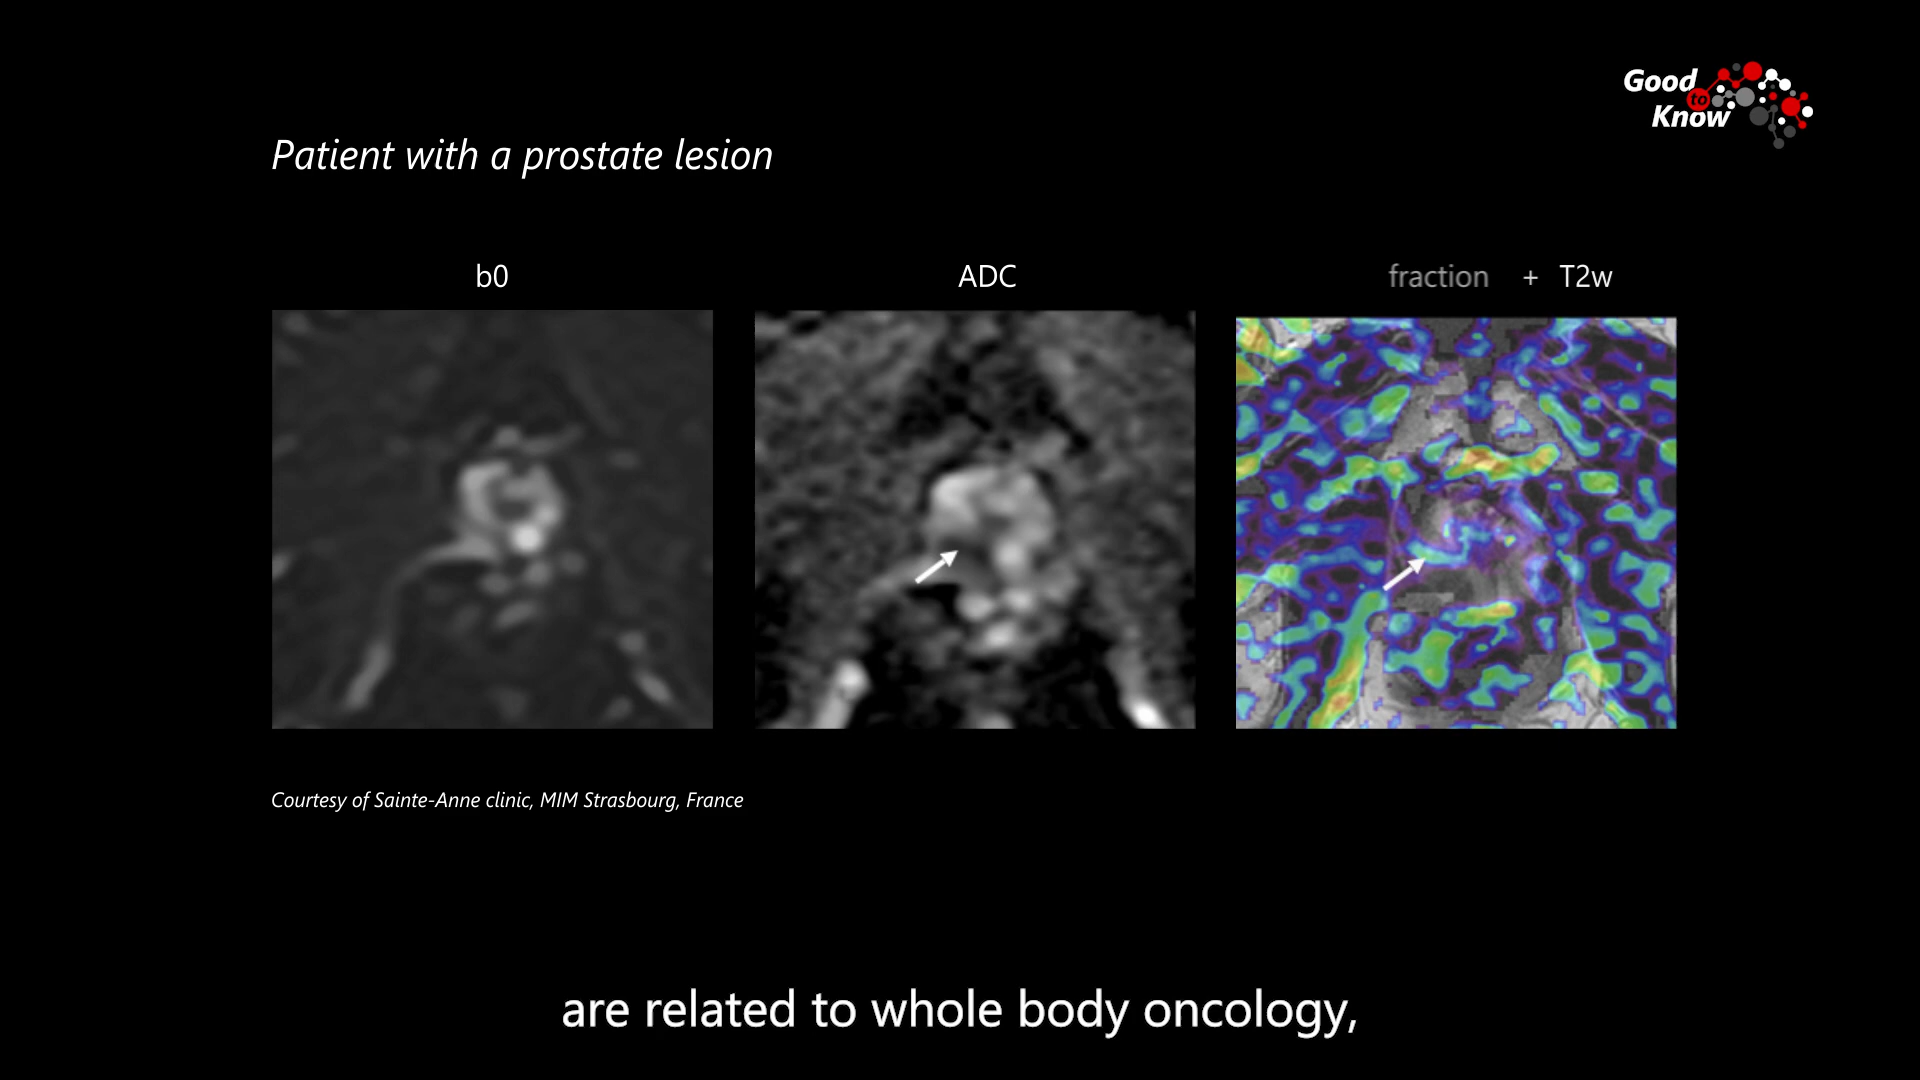 Good
to
Know
Patient with a prostate lesion
b0
ADC
fraction + T2w
Courtesy of Sainte-Anne clinic, MIM Strasbourg, France
are related to whole body oncology,